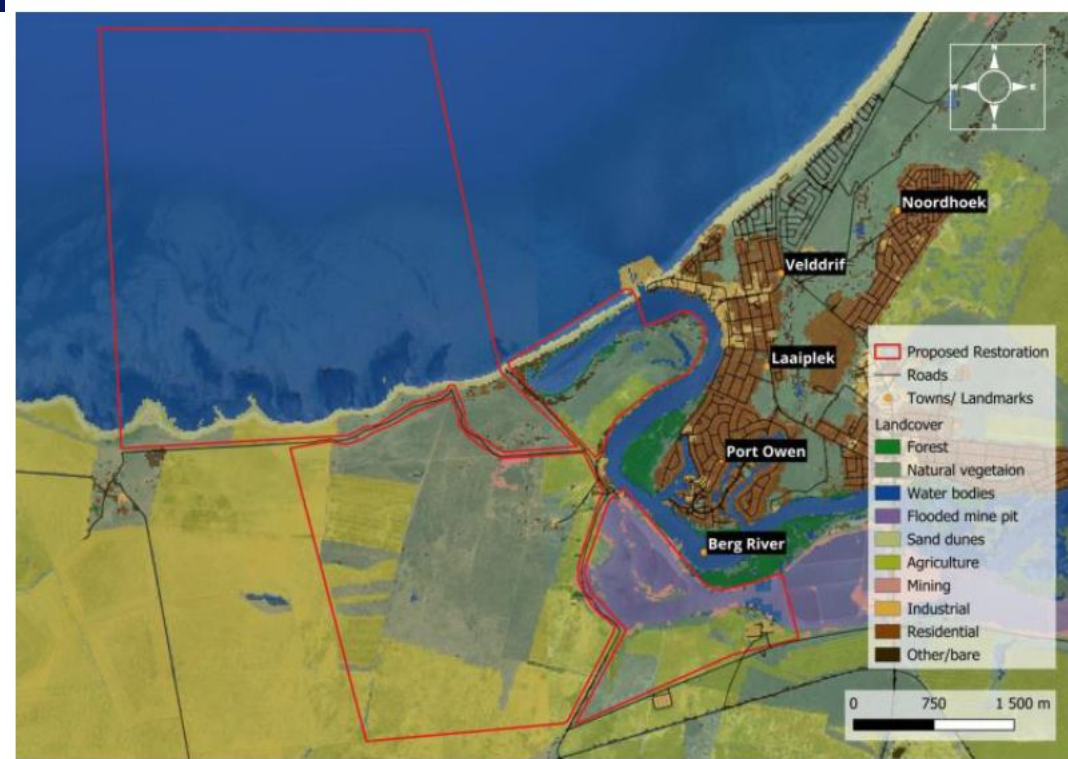 N
W
E
S
Noordhoek
Velddrif
Laaiplek
Port Owen
Berg River
Proposed Restoration
Roads
Towns/ Landmarks
Landcover
Forest
Natural vegetaion
Water bodies
Flooded mine pit
Sand dunes
Agriculture
Mining
Industrial
Residential
Other/bare
0 750 1 500 m